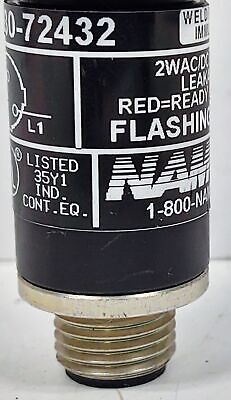 0-72432
WELD
IMM
2WAC/DC
LEAK
RED=READY
FLASHING
L1
LISTED
35Y1
IND.
CONT.EQ.
NAM
1-800-NA